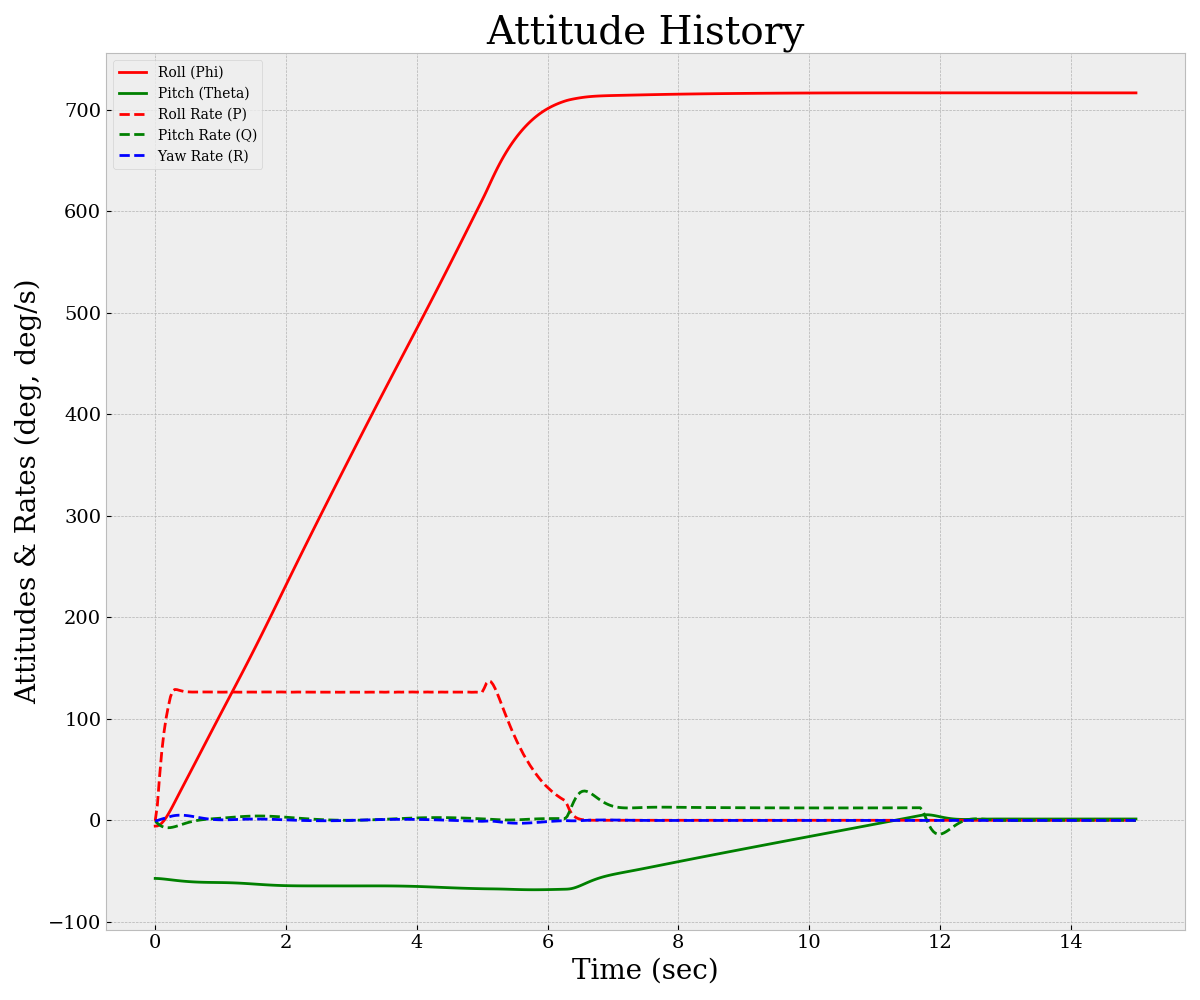 Attitude History
Roll (Phi)
Pitch (Theta)
Roll Rate (P)
Pitch Rate (Q)
Yaw Rate (R)
Attitudes & Rates (deg, deg/s)
700
600
500
400
300
200
100
0
−100
0 2 4 6 8 10 12 14
Time (sec)